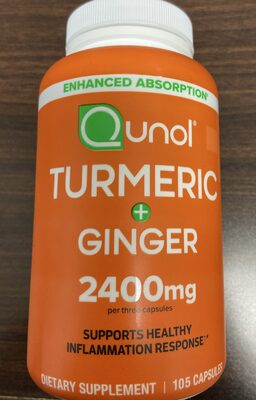 ENHANCED ABSORPTION*
Qunol®
TURMERIC
+
GINGER
2400mg
per three capsules
SUPPORTS HEALTHY
INFLAMMATION RESPONSE*
DIETARY SUPPLEMENT | 105 CAPSULES